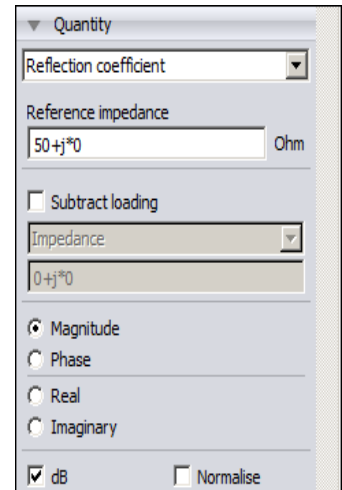 Quantity
Reflection coefficient
Reference impedance
50+j*0 Ohm
Subtract loading
Impedance
0+j*0
Magnitude
Phase
Real
Imaginary
dB Normalise